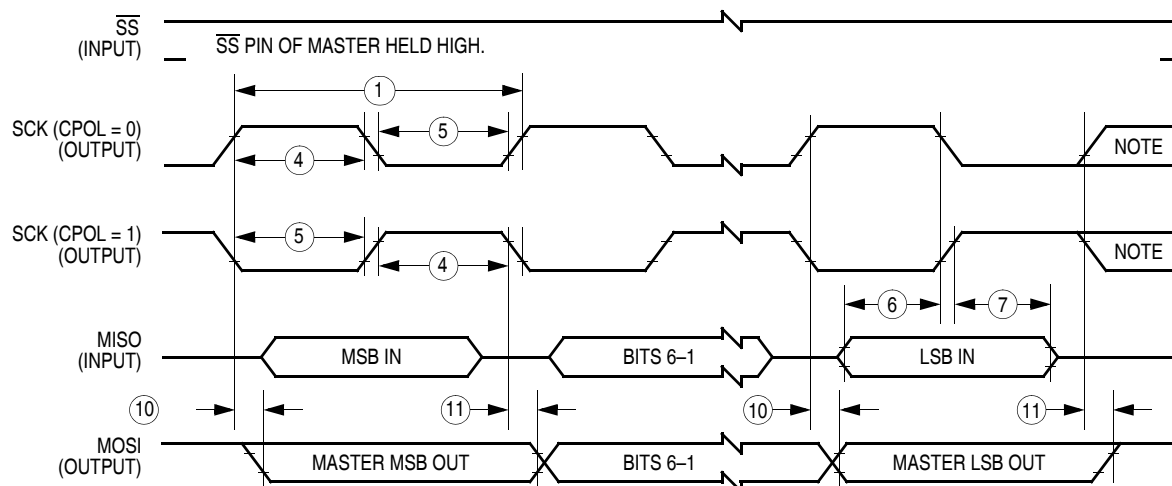 S̅S̅
(INPUT)
S̅S̅ PIN OF MASTER HELD HIGH.
1
SCK (CPOL = 0)
(OUTPUT)
5
4
NOTE
SCK (CPOL = 1)
(OUTPUT)
5
4
NOTE
6
7
MISO
(INPUT)
MSB IN
BITS 6–1
LSB IN
10
11
10
11
MOSI
(OUTPUT)
MASTER MSB OUT
BITS 6–1
MASTER LSB OUT